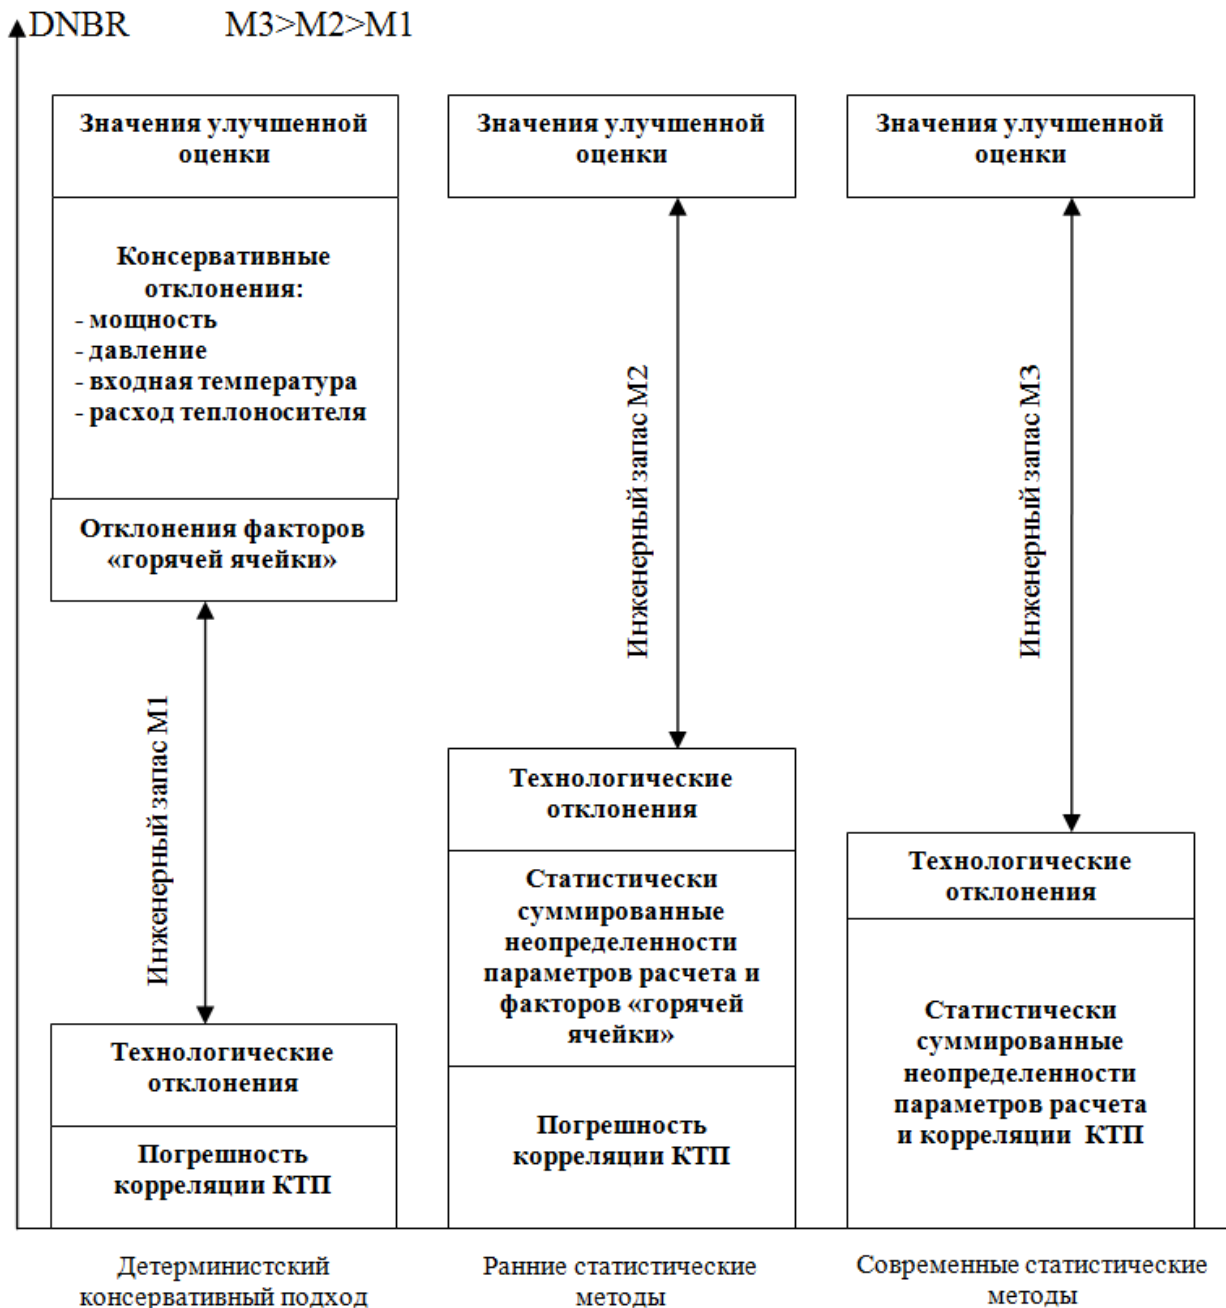 DNBR M3>M2>M1
Значения улучшенной
оценки
Консервативные
отклонения:
- мощность
- давление
- входная температура
- расход теплоносителя
Отклонения факторов
«горячей ячейки»
Инженерный запас M1
Технологические
отклонения
Погрешность
корреляции КТП
Детерминистский
консервативный подход
Значения улучшенной
оценки
Инженерный запас M2
Технологические
отклонения
Статистически
суммированные
неопределенности
параметров расчета и
факторов «горячей
ячейки»
Погрешность
корреляции КТП
Ранние статистические
методы
Значения улучшенной
оценки
Инженерный запас M3
Технологические
отклонения
Статистически
суммированные
неопределенности
параметров расчета
и корреляции КТП
Современные статистические
методы